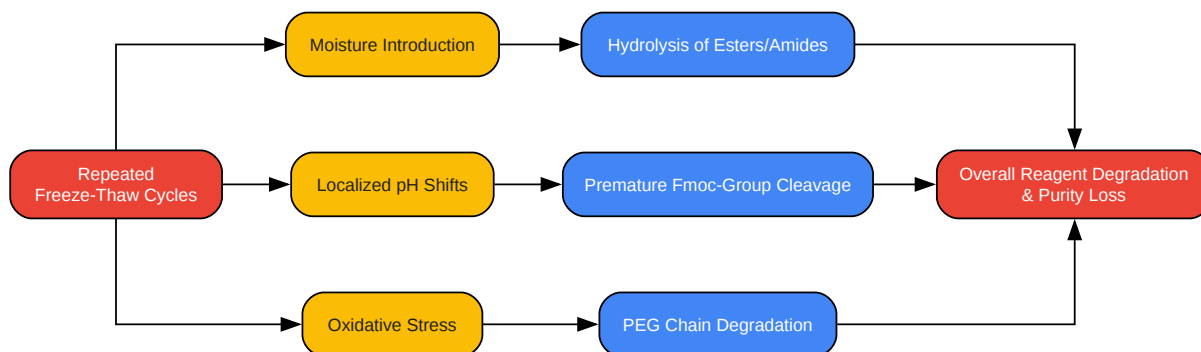 Moisture Introduction
Hydrolysis of Esters/Amides
Repeated
Freeze-Thaw Cycles
Localized pH Shifts
Premature Fmoc-Group Cleavage
Overall Reagent Degradation
& Purity Loss
Oxidative Stress
PEG Chain Degradation